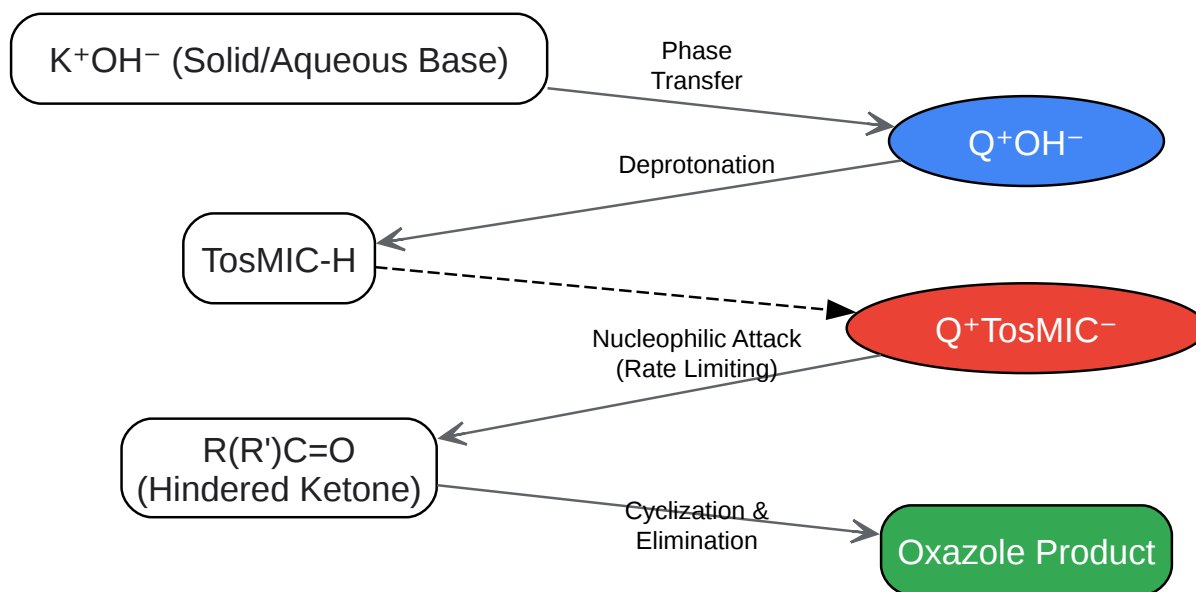 K⁺OH⁻ (Solid/Aqueous Base)
Phase
Transfer
Q⁺OH⁻
Deprotonation
TosMIC-H
Q⁺TosMIC⁻
Nucleophilic Attack
(Rate Limiting)
R(R')C=O
(Hindered Ketone)
Cyclization &
Elimination
Oxazole Product